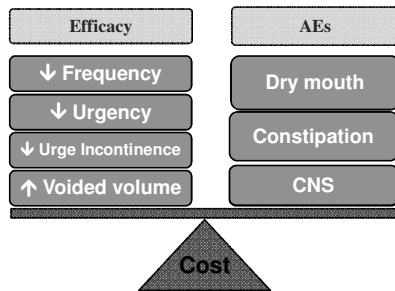 Efficacy
↓ Frequency
↓ Urgency
↓ Urge Incontinence
↑ Voided volume
AEs
Dry mouth
Constipation
CNS
Cost